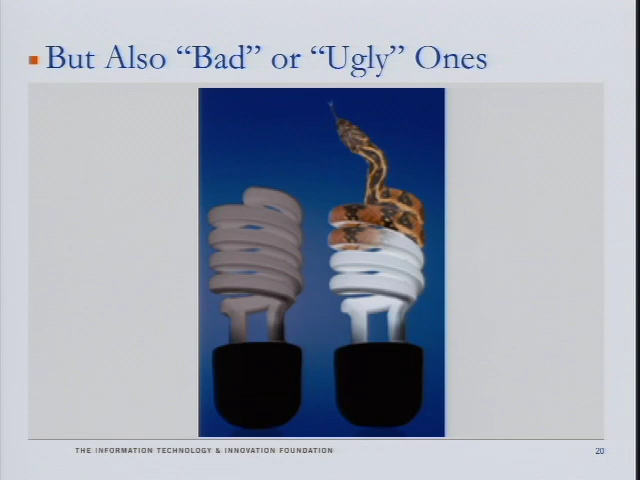 But Also “Bad” or “Ugly” Ones
THE INFORMATION TECHNOLOGY & INNOVATION FOUNDATION
20